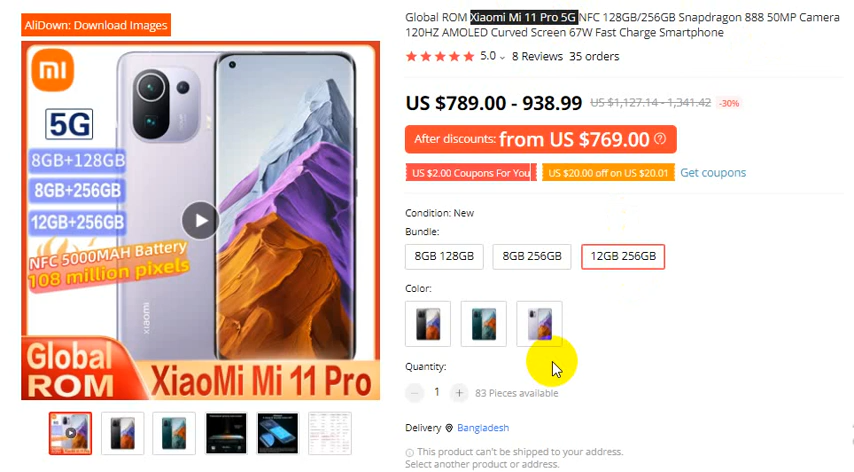 AliDown: Download Images
mi
5G
8GB+128GB
8GB+256GB
12GB+256GB
NFC 5000MAH Battery
108 million pixels
xiaomi
Global
ROM
XiaoMi Mi 11 Pro
Global ROM Xiaomi Mi 11 Pro 5G NFC 128GB/256GB Snapdragon 888 50MP Camera
120HZ AMOLED Curved Screen 67W Fast Charge Smartphone
5.0 8 Reviews 35 orders
US $789.00 - 938.99 US $1,127.14 - 1,341.42 -30%
After discounts: from US $769.00 ?
US $2.00 Coupons For You US $20.00 off on US $20.01 Get coupons
Condition: New
Bundle:
8GB 128GB 8GB 256GB 12GB 256GB
Color:
Quantity:
− 1 + 83 Pieces available
Delivery Bangladesh
This product can't be shipped to your address.
Select another product or address.